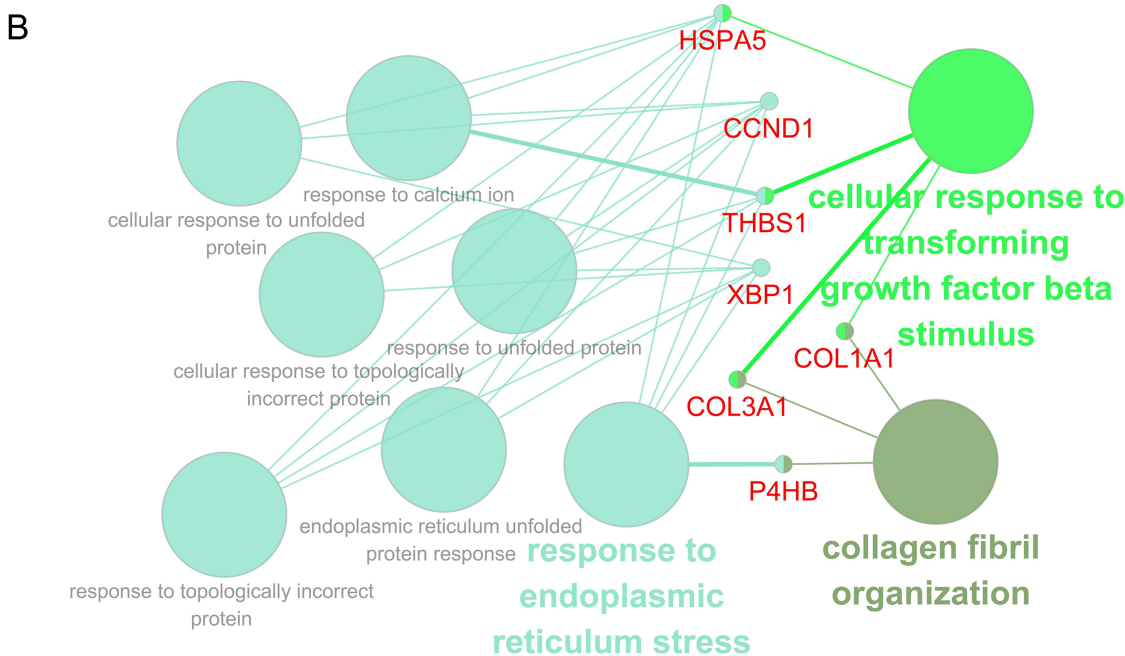 B
HSPA5
CCND1
response to calcium ion
cellular response to unfolded
protein
THBS1
cellular response to
transforming
growth factor beta
stimulus
XBP1
response to unfolded protein
cellular response to topologically
incorrect protein
COL1A1
COL3A1
P4HB
endoplasmic reticulum unfolded
protein response
response to
endoplasmic
reticulum stress
collagen fibril
organization
response to topologically incorrect
protein